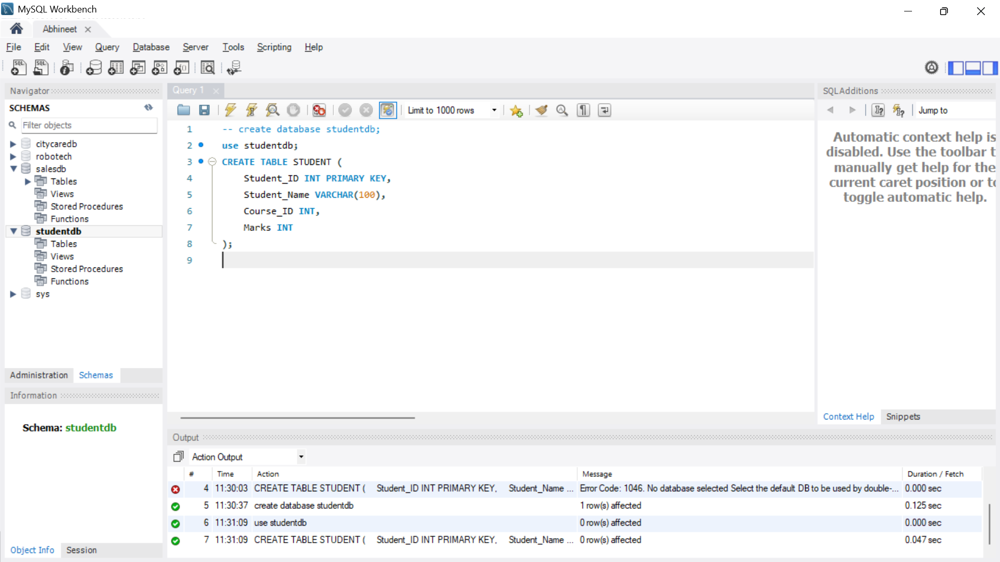 MySQL Workbench
Abhineet
File Edit View Query Database Server Tools Scripting Help
Navigator
SCHEMAS
Filter objects
citycaredb
robotech
salesdb
Tables
Views
Stored Procedures
Functions
studentdb
Tables
Views
Stored Procedures
Functions
sys
Administration Schemas
Information
Schema: studentdb
Object Info Session
Query 1
Limit to 1000 rows
1 -- create database studentdb;
2 use studentdb;
3 CREATE TABLE STUDENT (
4 Student_ID INT PRIMARY KEY,
5 Student_Name VARCHAR(100),
6 Course_ID INT,
7 Marks INT
8 );
9
SQLAdditions
Jump to
Automatic context help is
disabled. Use the toolbar t
manually get help for the
current caret position or to
toggle automatic help.
Context Help Snippets
Output
Action Output
# Time Action Message Duration / Fetch
4 11:30:03 CREATE TABLE STUDENT ( Student_ID INT PRIMARY KEY, Student_Name ... Error Code: 1046. No database selected Select the default DB to be used by double-... 0.000 sec
5 11:30:37 create database studentdb 1 row(s) affected 0.125 sec
6 11:31:09 use studentdb 0 row(s) affected 0.000 sec
7 11:31:09 CREATE TABLE STUDENT ( Student_ID INT PRIMARY KEY, Student_Name ... 0 row(s) affected 0.047 sec